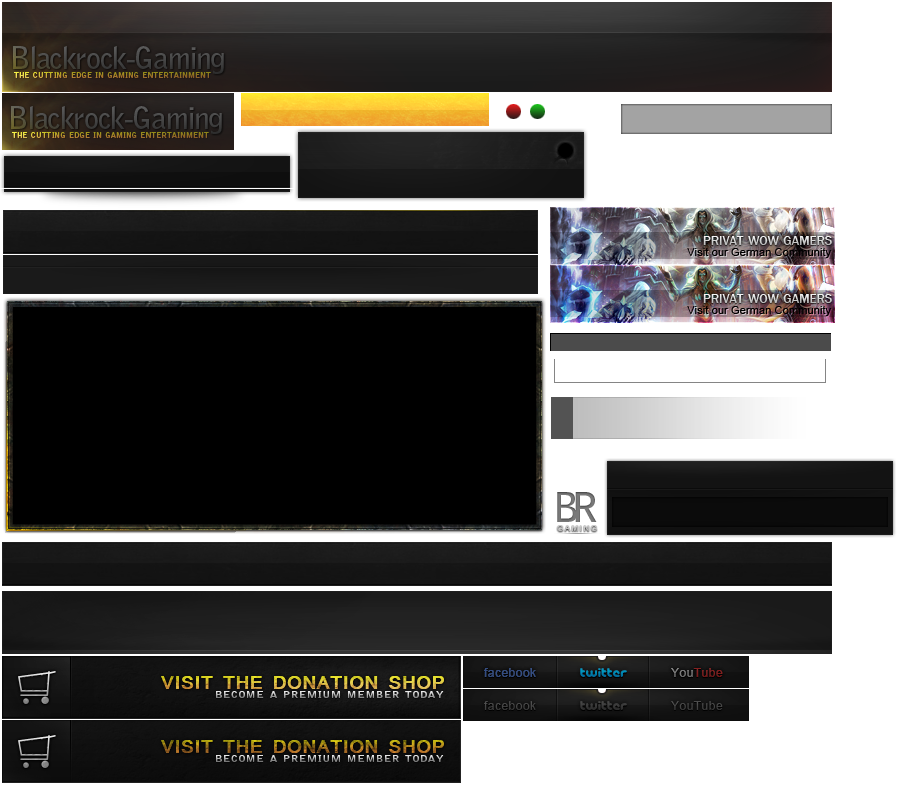 Blackrock-Gaming
THE CUTTING EDGE IN GAMING ENTERTAINMENT
Blackrock-Gaming
THE CUTTING EDGE IN GAMING ENTERTAINMENT
PRIVAT WOW GAMERS
Visit our German Community
PRIVAT WOW GAMERS
Visit our German Community
BR
GAMING
VISIT THE DONATION SHOP
BECOME A PREMIUM MEMBER TODAY
facebook twitter YouTube
facebook twitter YouTube
VISIT THE DONATION SHOP
BECOME A PREMIUM MEMBER TODAY